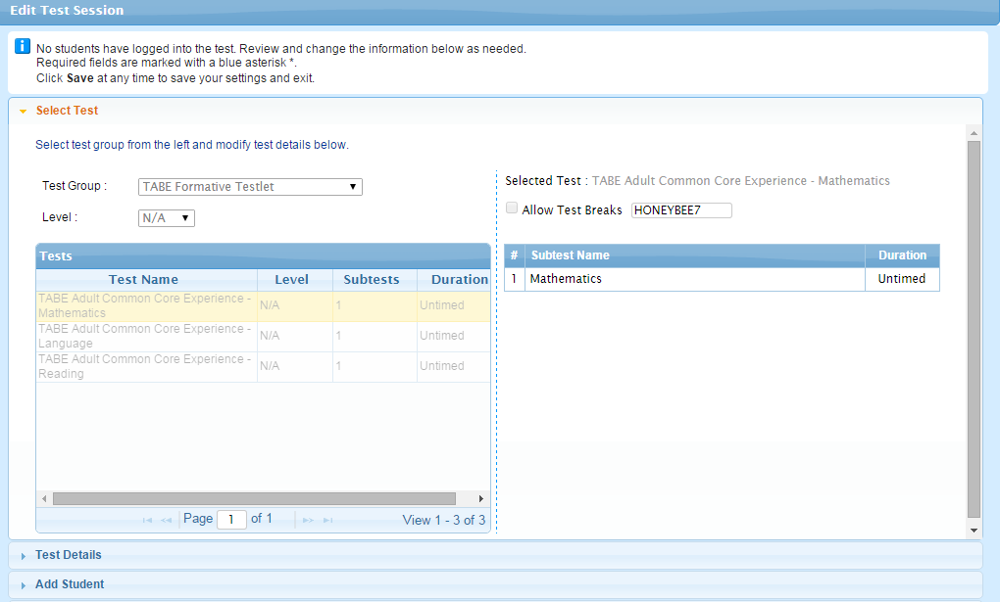 Edit Test Session
i
No students have logged into the test. Review and change the information below as needed.
Required fields are marked with a blue asterisk *.
Click Save at any time to save your settings and exit.
Select Test
Select test group from the left and modify test details below.
Test Group :
TABE Formative Testlet
Level :
N/A
Tests
Test Name Level Subtests Duration
TABE Adult Common Core Experience -
Mathematics
N/A 1 Untimed
TABE Adult Common Core Experience -
Language
N/A 1 Untimed
TABE Adult Common Core Experience -
Reading
N/A 1 Untimed
Page 1 of 1
View 1 - 3 of 3
Selected Test : TABE Adult Common Core Experience - Mathematics
Allow Test Breaks HONEYBEE7
# Subtest Name Duration
1 Mathematics Untimed
Test Details
Add Student